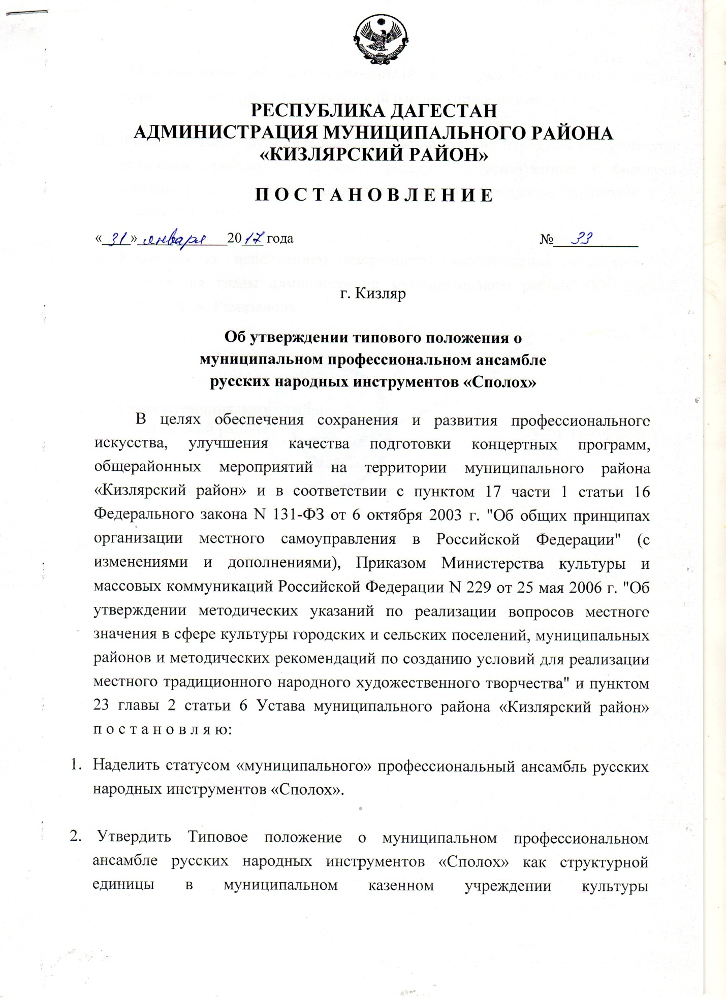 РЕСПУБЛИКА ДАГЕСТАН
АДМИНИСТРАЦИЯ МУНИЦИПАЛЬНОГО РАЙОНА
«КИЗЛЯРСКИЙ РАЙОН»
П О С Т А Н О В Л Е Н И Е
«31» января 2017 года № 33
г. Кизляр
Об утверждении типового положения о
муниципальном профессиональном ансамбле
русских народных инструментов «Сполох»
В целях обеспечения сохранения и развития профессионального
искусства, улучшения качества подготовки концертных программ,
общерайонных мероприятий на территории муниципального района
«Кизлярский район» и в соответствии с пунктом 17 части 1 статьи 16
Федерального закона N 131-ФЗ от 6 октября 2003 г. "Об общих принципах
организации местного самоуправления в Российской Федерации" (с
изменениями и дополнениями), Приказом Министерства культуры и
массовых коммуникаций Российской Федерации N 229 от 25 мая 2006 г. "Об
утверждении методических указаний по реализации вопросов местного
значения в сфере культуры городских и сельских поселений, муниципальных
районов и методических рекомендаций по созданию условий для реализации
местного традиционного народного художественного творчества" и пунктом
23 главы 2 статьи 6 Устава муниципального района «Кизлярский район»
п о с т а н о в л я ю:
1. Наделить статусом «муниципального» профессиональный ансамбль русских
народных инструментов «Сполох».
2. Утвердить Типовое положение о муниципальном профессиональном
ансамбле русских народных инструментов «Сполох» как структурной
единицы в муниципальном казенном учреждении культуры